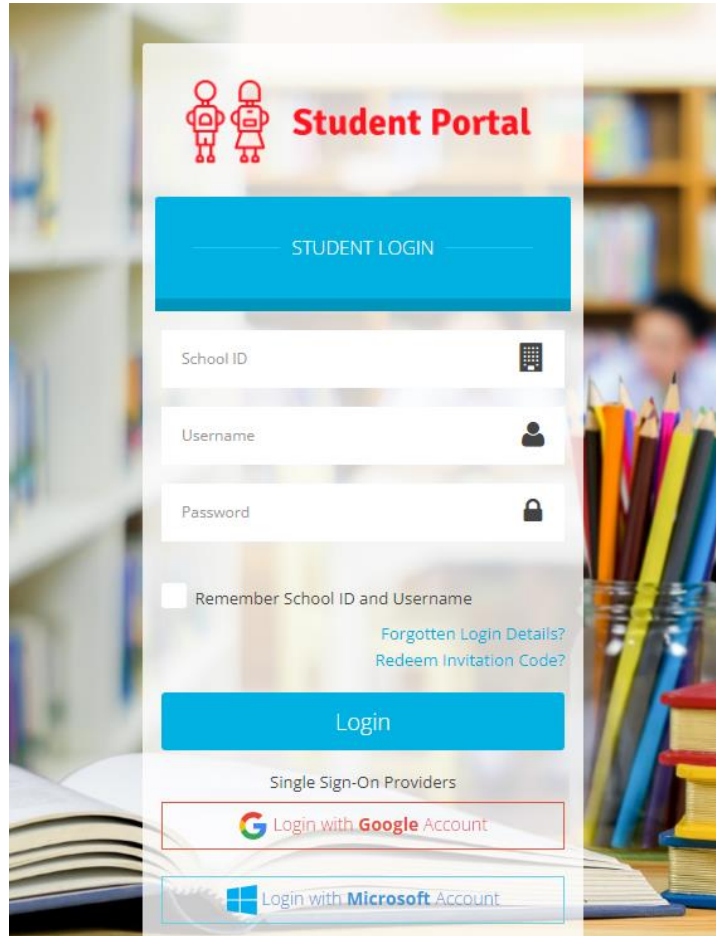 Student Portal
STUDENT LOGIN
School ID
Username
Password
Remember School ID and Username
Forgotten Login Details?
Redeem Invitation Code?
Login
Single Sign-On Providers
Login with Google Account
Login with Microsoft Account